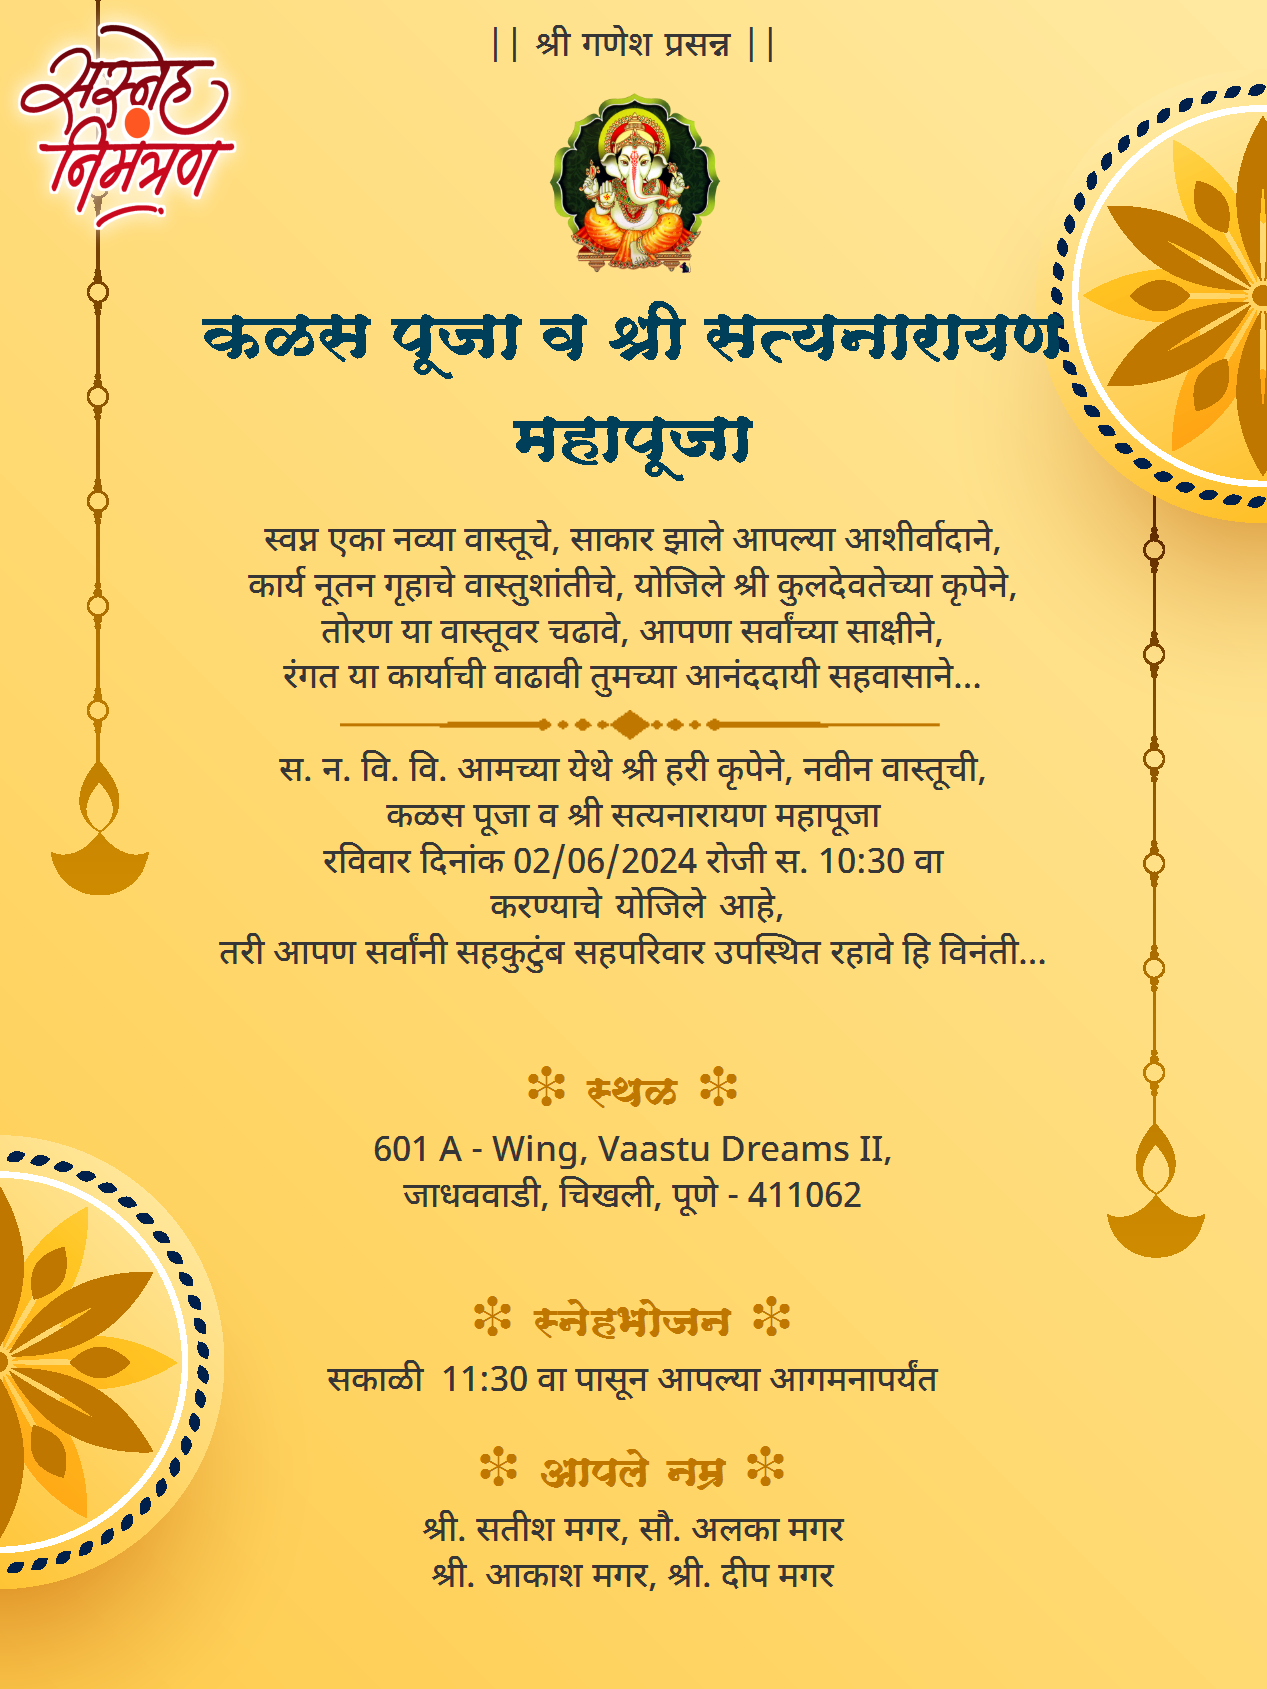 सस्नेह
निमंत्रण
|| श्री गणेश प्रसन्न ||
कळस पूजा व श्री सत्यनारायण
महापूजा
स्वप्न एका नव्या वास्तूचे, साकार झाले आपल्या आशीर्वादाने,
कार्य नूतन गृहाचे वास्तुशांतीचे, योजिले श्री कुलदेवतेच्या कृपेने,
तोरण या वास्तूवर चढावे, आपणा सर्वांच्या साक्षीने,
रंगत या कार्याची वाढावी तुमच्या आनंददायी सहवासाने...
स. न. वि. वि. आमच्या येथे श्री हरी कृपेने, नवीन वास्तूची,
कळस पूजा व श्री सत्यनारायण महापूजा
रविवार दिनांक 02/06/2024 रोजी स. 10:30 वा
करण्याचे योजिले आहे,
तरी आपण सर्वांनी सहकुटुंब सहपरिवार उपस्थित रहावे हि विनंती...
स्थळ
601 A - Wing, Vaastu Dreams II,
जाधववाडी, चिखली, पूणे - 411062
स्नेहभोजन
सकाळी 11:30 वा पासून आपल्या आगमनापर्यंत
आपले नम्र
श्री. सतीश मगर, सौ. अलका मगर
श्री. आकाश मगर, श्री. दीप मगर